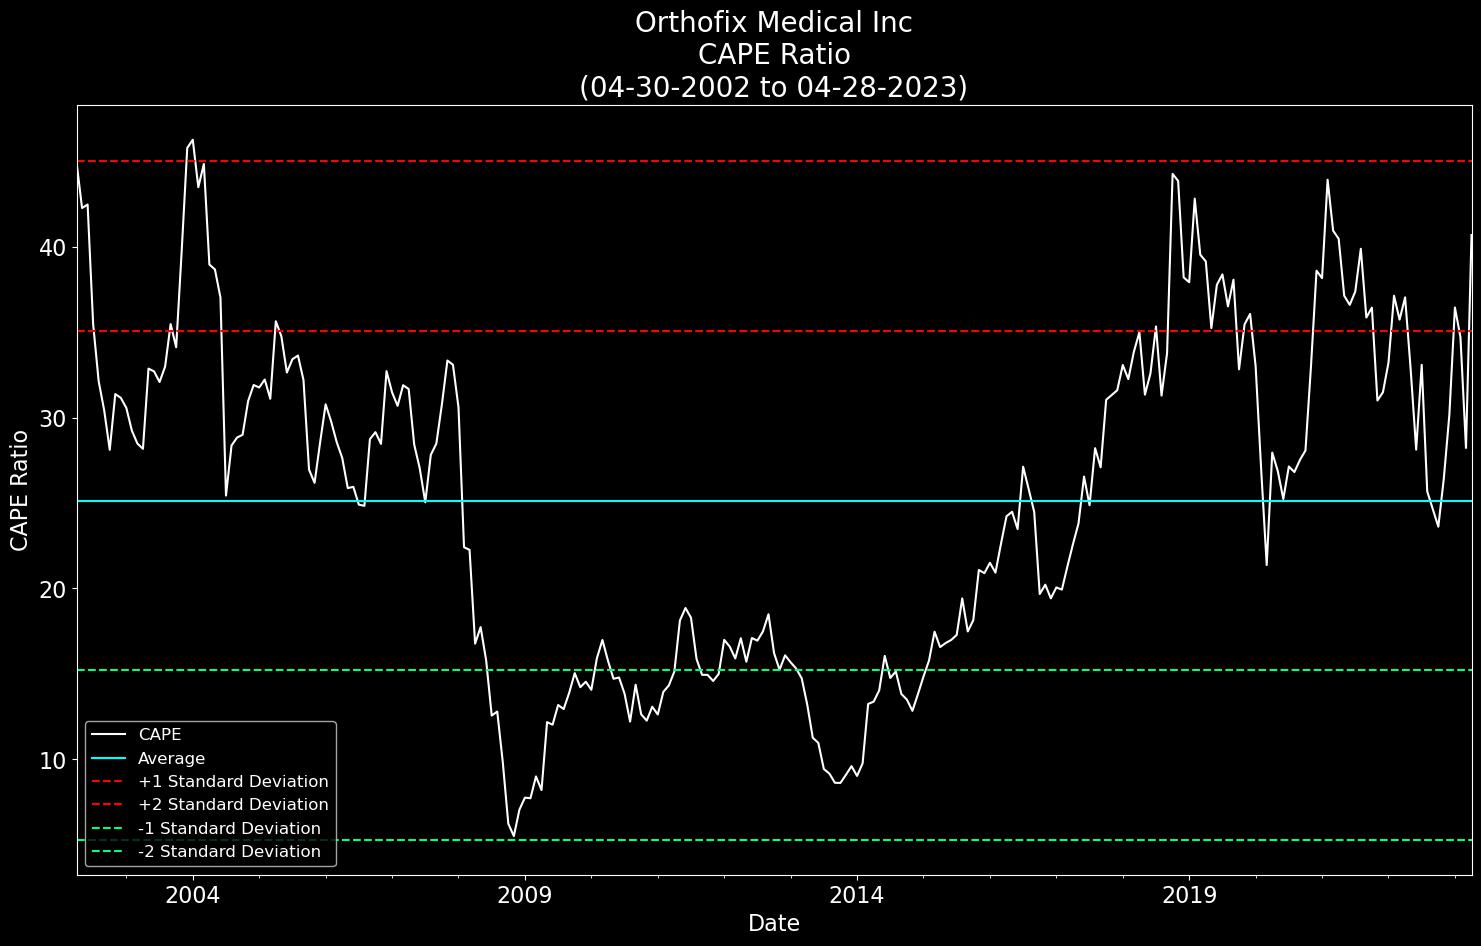 Orthofix Medical Inc
CAPE Ratio
(04-30-2002 to 04-28-2023)
CAPE Ratio
40
30
20
10
CAPE
Average
+1 Standard Deviation
+2 Standard Deviation
-1 Standard Deviation
-2 Standard Deviation
2004
2009
2014
2019
Date